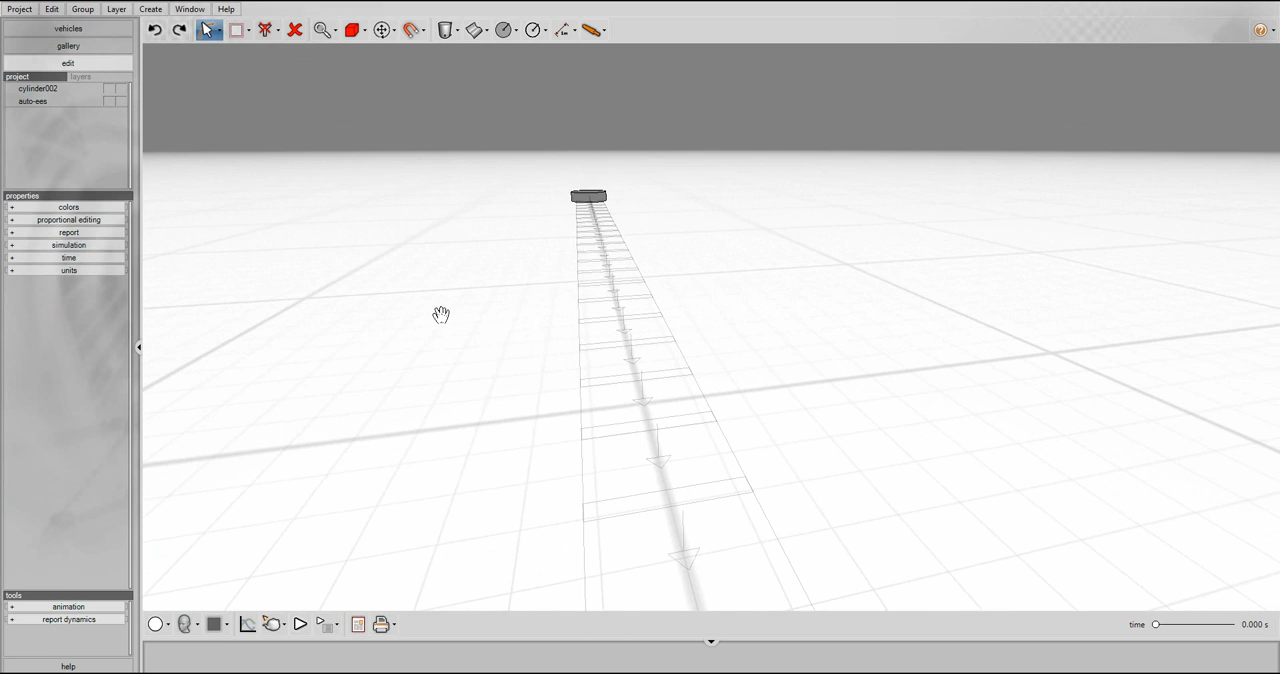 Project Edit Group Layer Create Window Help
vehicles
gallery
edit
project layers
cylinder002
auto-ees
properties
+ colors
+ proportional editing
+ report
+ simulation
+ time
+ units
tools
+ animation
+ report dynamics
help
time 0.000 s